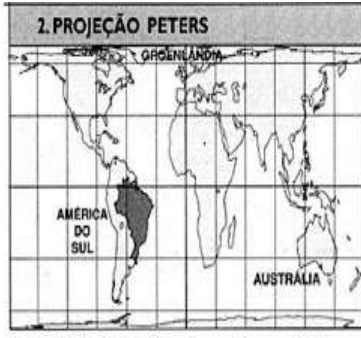 2. PROJEÇÃO PETERS
GROENLÂNDIA
AMÉRICA
DO
SUL
AUSTRÁLIA